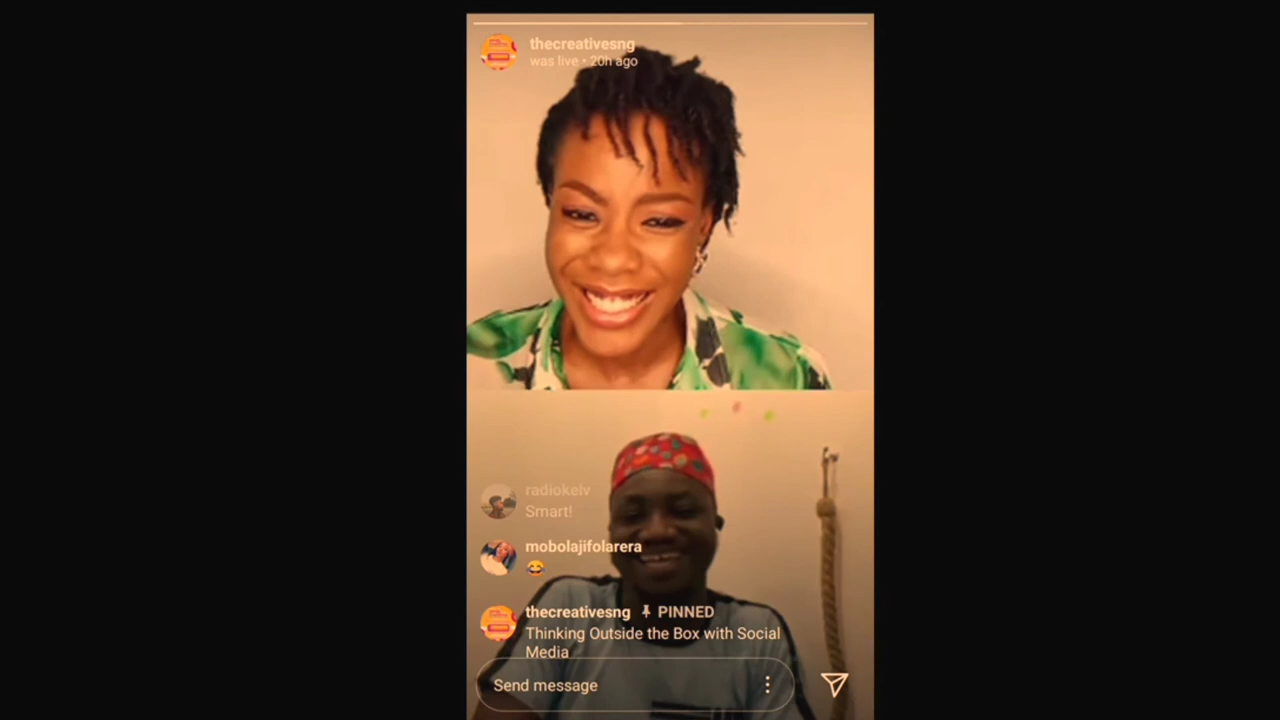 thecreativesng
was live • 20h ago
radiokelv
Smart!
mobolajifolarera
😂
thecreativesng PINNED
Thinking Outside the Box with Social
Media
Send message